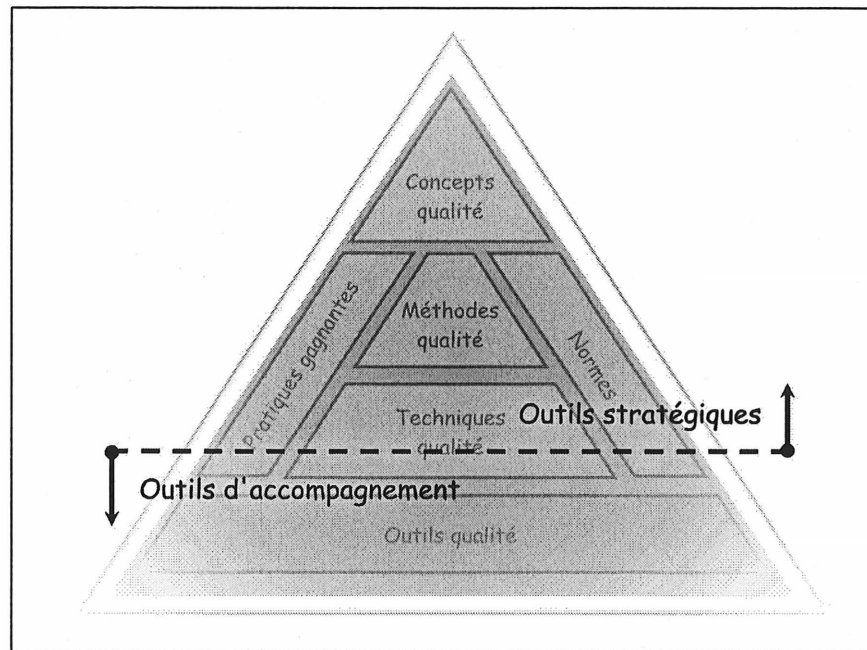 Concepts
qualité
Pratiques gagnantes
Méthodes
qualité
Normes
Techniques
qualité
Outils stratégiques
Outils d'accompagnement
Outils qualité